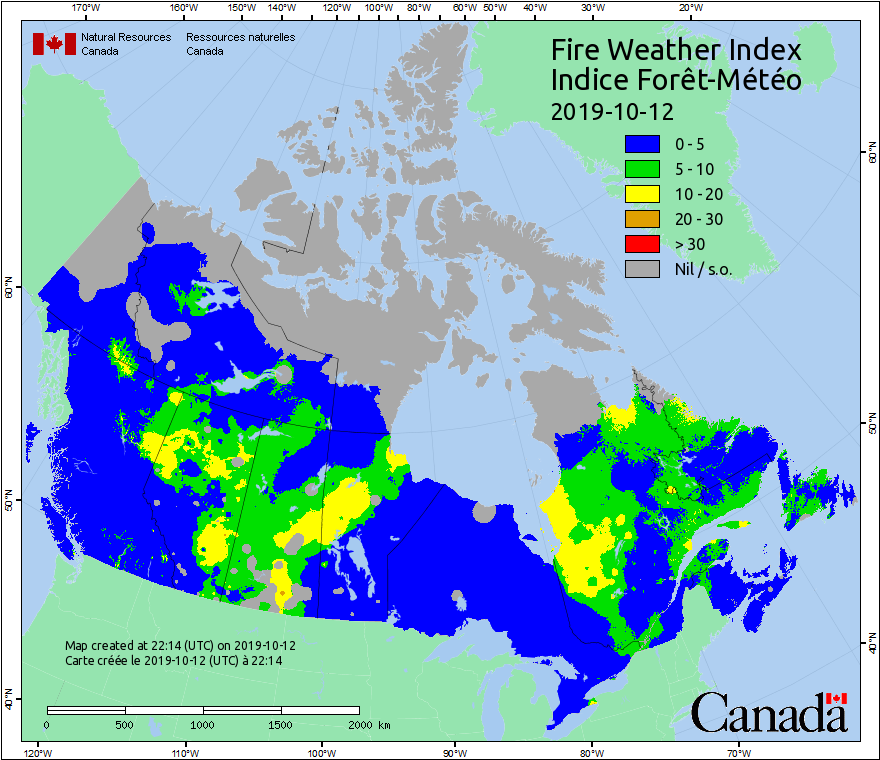 170°W 160°W 150°W 140°W 120°W 100°W 80°W 60°W 50°W 40°W 30°W 20°W
Natural Resources Ressources naturelles
Canada Canada
Fire Weather Index
Indice Forêt-Météo
2019-10-12
0 - 5
5 - 10
10 - 20
20 - 30
> 30
Nil / s.o.
60°N
60°N
50°N
50°N
40°N
40°N
Map created at 22:14 (UTC) on 2019-10-12
Carte créée le 2019-10-12 (UTC) à 22:14
0 500 1000 1500 2000 km
Canada
120°W 110°W 100°W 90°W 80°W 70°W